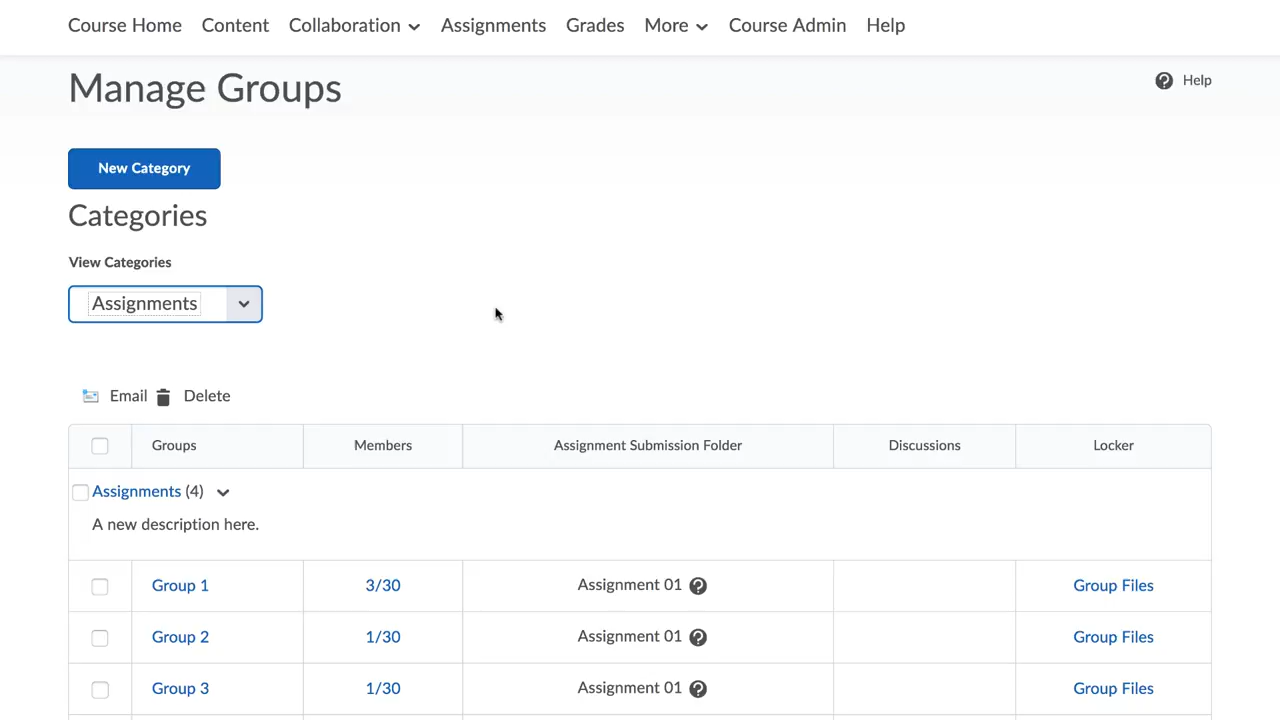 Course Home Content Collaboration Assignments Grades More Course Admin Help
Manage Groups
Help
New Category
Categories
View Categories
Assignments
Email Delete
Groups Members Assignment Submission Folder Discussions Locker
Assignments (4)
A new description here.
Group 1 3/30 Assignment 01 Group Files
Group 2 1/30 Assignment 01 Group Files
Group 3 1/30 Assignment 01 Group Files